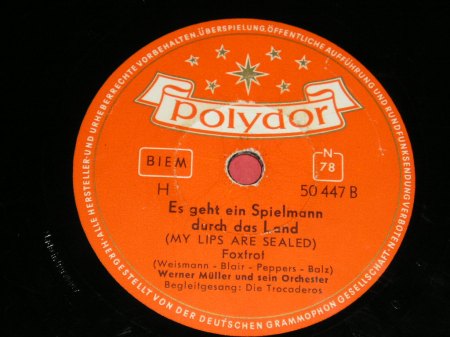 ALLE HERSTELLER- UND URHEBERRECHTE VORBEHALTEN. ÜBERSPIELUNG, ÖFFENTLICHE AUFFÜHRUNG UND RUNDFUNKSENDUNG VERBOTEN.
polydor
BIEM
N
78
H
50 447 B
Es geht ein Spielmann
durch das Land
(MY LIPS ARE SEALED)
Foxtrot
(Weismann - Blair - Peppers - Balz)
Werner Müller und sein Orchester
Begleitgesang: Die Trocaderos
HERGESTELLT VON DER DEUTSCHEN GRAMMOPHON GESELLSCHAFT